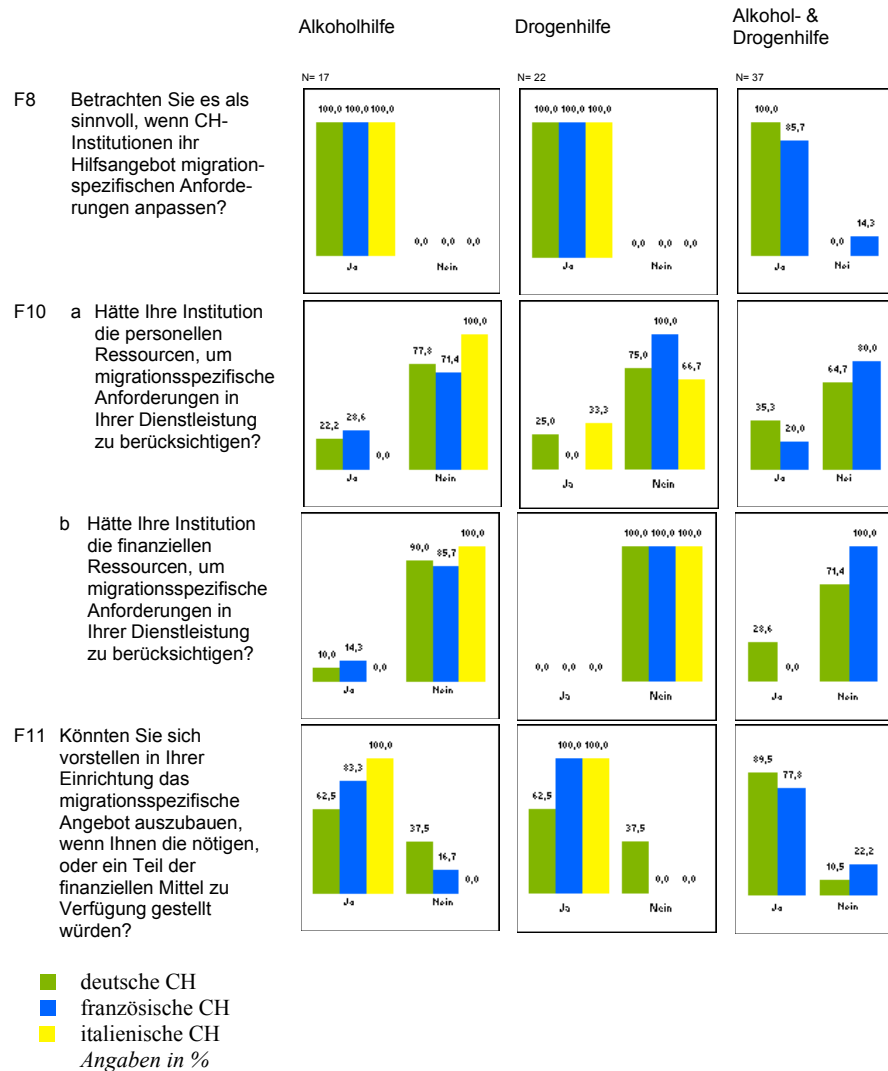 Alkoholhilfe
Drogenhilfe
Alkohol- &
Drogenhilfe
N= 17
N= 22
N= 37
F8 Betrachten Sie es als
sinnvoll, wenn CH-
Institutionen ihr
Hilfsangebot migration-
spezifischen Anforde-
rungen anpassen?
100,0 100,0 100,0
0,0 0,0 0,0
Ja Nein
100,0 100,0 100,0
0,0 0,0 0,0
Ja Nein
100,0
85,7
14,3
0,0
Ja Nei
F10 a Hätte Ihre Institution
die personellen
Ressourcen, um
migrationsspezifische
Anforderungen in
Ihrer Dienstleistung
zu berücksichtigen?
100,0
77,8
71,4
22,2 28,6
0,0
Ja Nein
100,0
75,0
66,7
25,0 33,3
0,0
Ja Nein
80,0
64,7
35,3
20,0
Ja Nei
b Hätte Ihre Institution
die finanziellen
Ressourcen, um
migrationsspezifische
Anforderungen in
Ihrer Dienstleistung
zu berücksichtigen?
100,0
90,0 85,7
10,0 14,3 0,0
Ja Nein
100,0 100,0 100,0
0,0 0,0 0,0
Ja Nein
100,0
71,4
28,6
0,0
Ja Nein
F11 Könnten Sie sich
vorstellen in Ihrer
Einrichtung das
migrationsspezifische
Angebot auszubauen,
wenn Ihnen die nötigen,
oder ein Teil der
finanziellen Mittel zu
Verfügung gestellt
würden?
100,0
83,3
62,5
37,5
16,7
0,0
Ja Nein
100,0 100,0
62,5
37,5
0,0 0,0
Ja Nein
89,5
77,8
22,2
10,5
Ja Nein
deutsche CH
französische CH
italienische CH
Angaben in %